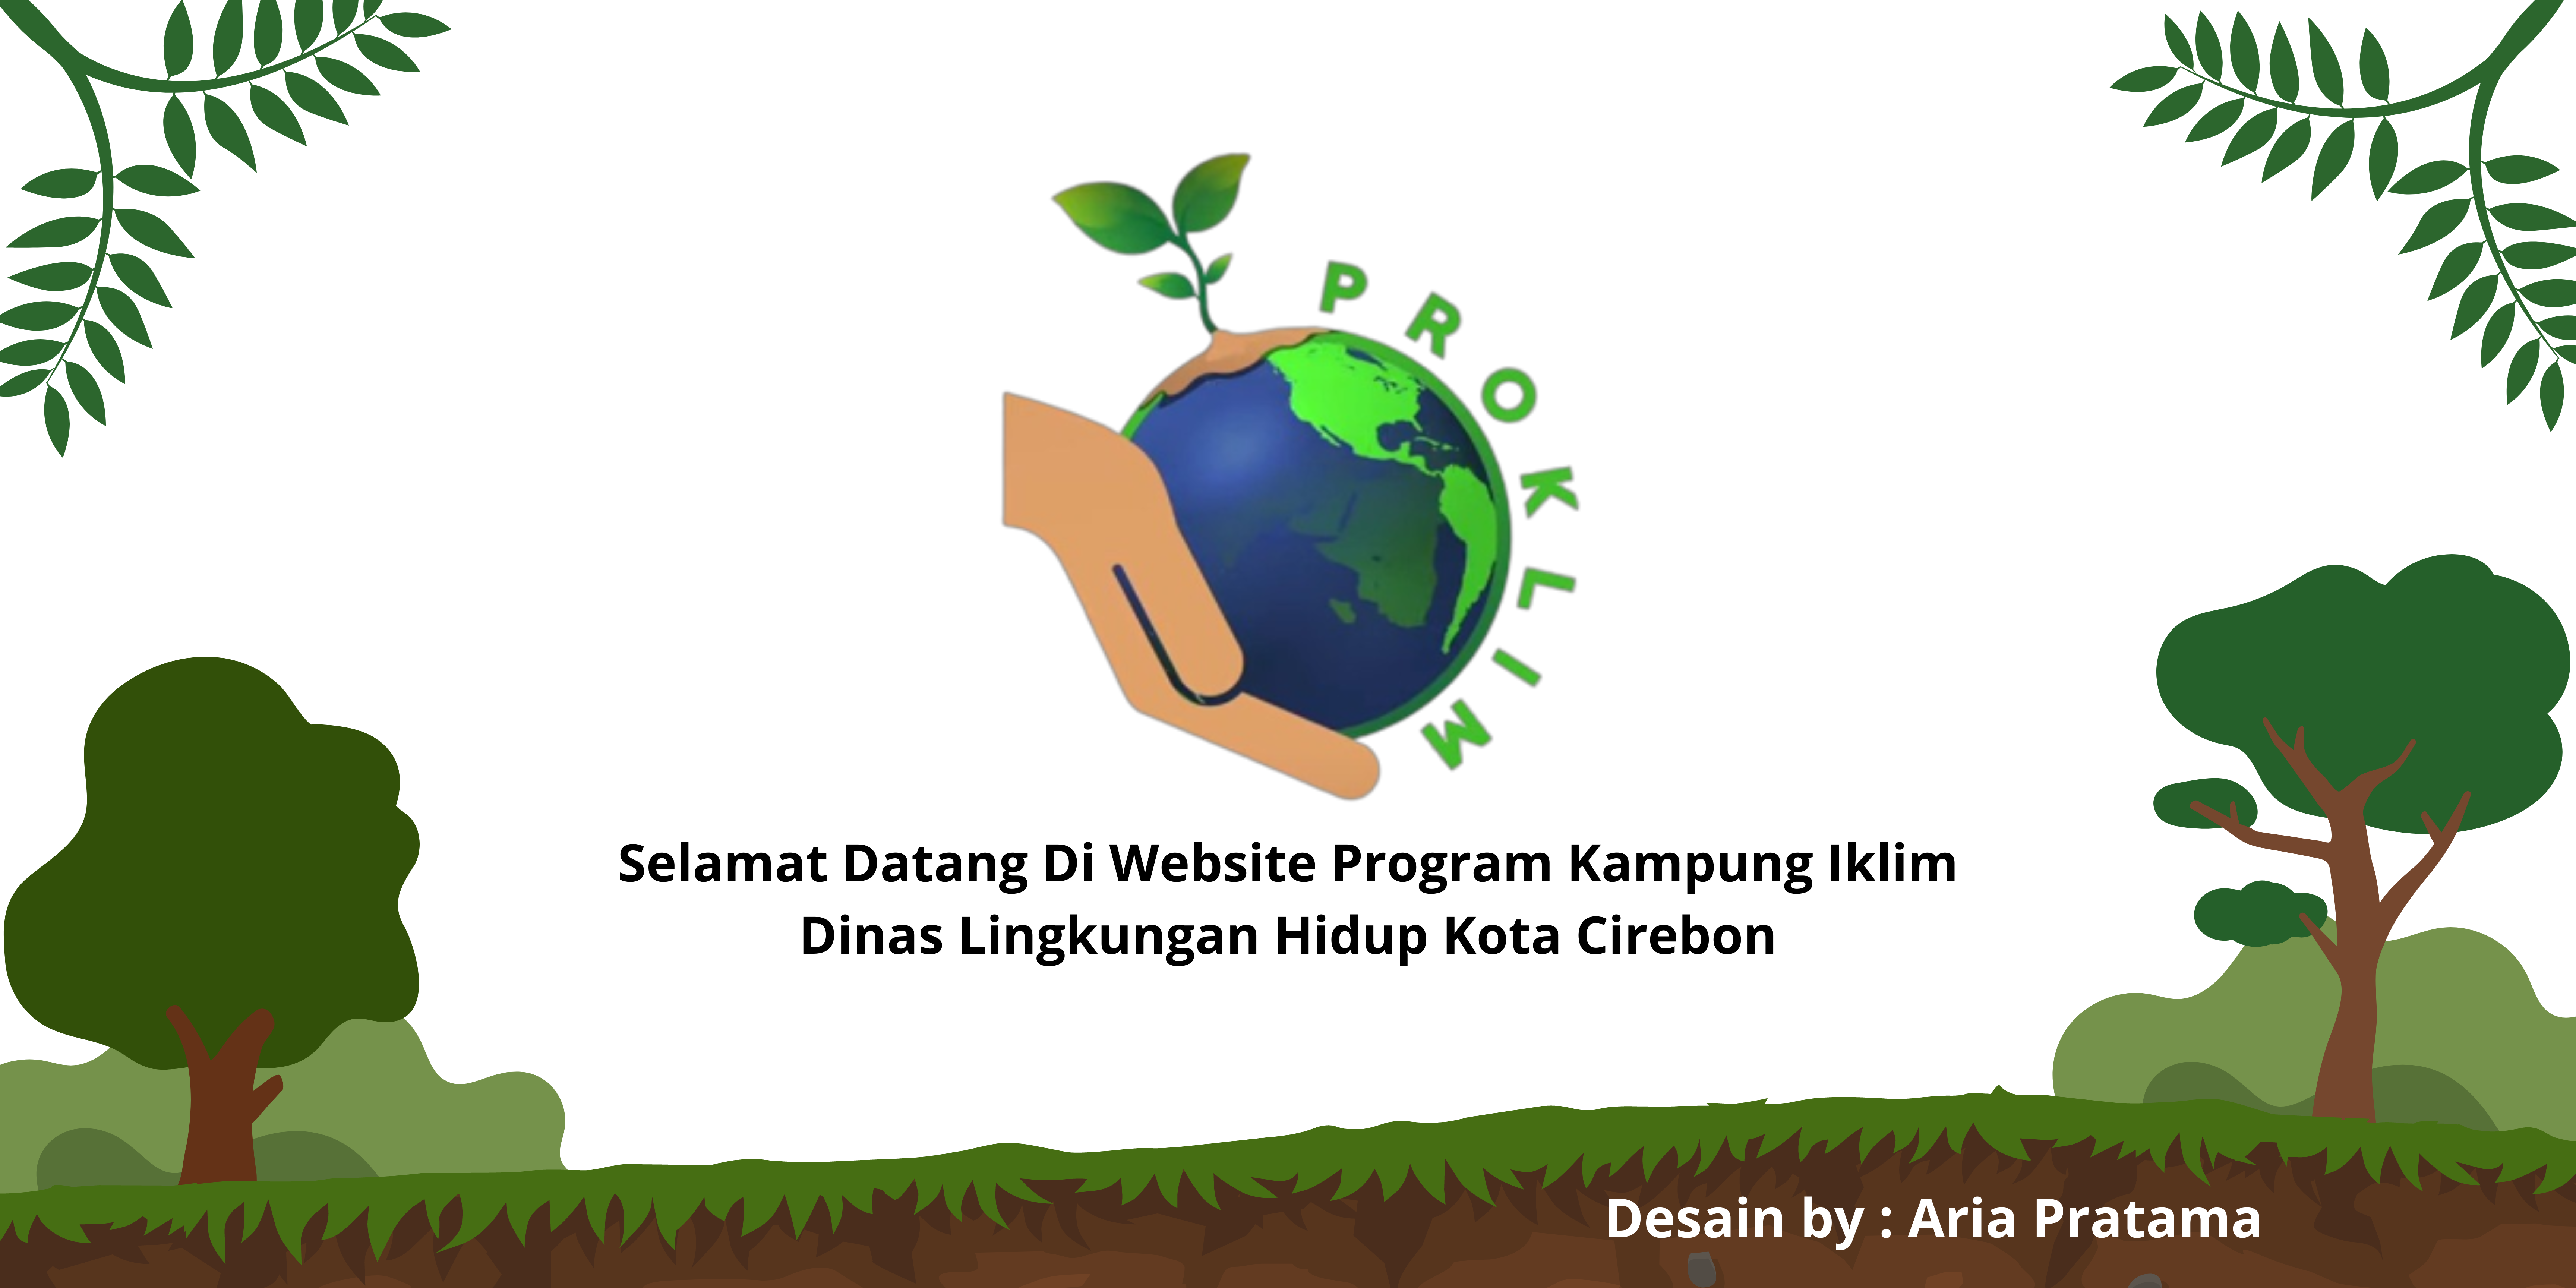 PROKLIM
Selamat Datang Di Website Program Kampung Iklim
Dinas Lingkungan Hidup Kota Cirebon
Desain by : Aria Pratama